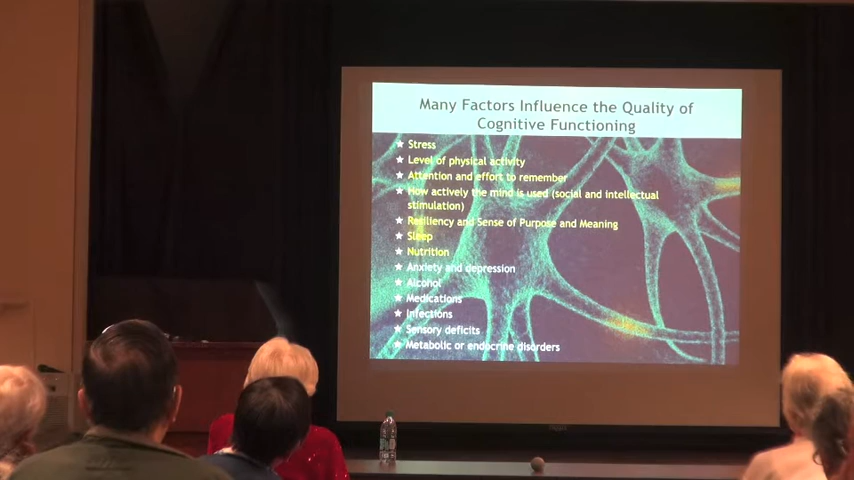 Many Factors Influence the Quality of
Cognitive Functioning
Stress
Level of physical activity
Attention and effort to remember
How actively the mind is used (social and intellectual
stimulation)
Resiliency and Sense of Purpose and Meaning
Sleep
Nutrition
Anxiety and depression
Alcohol
Medications
Infections
Sensory deficits
Metabolic or endocrine disorders